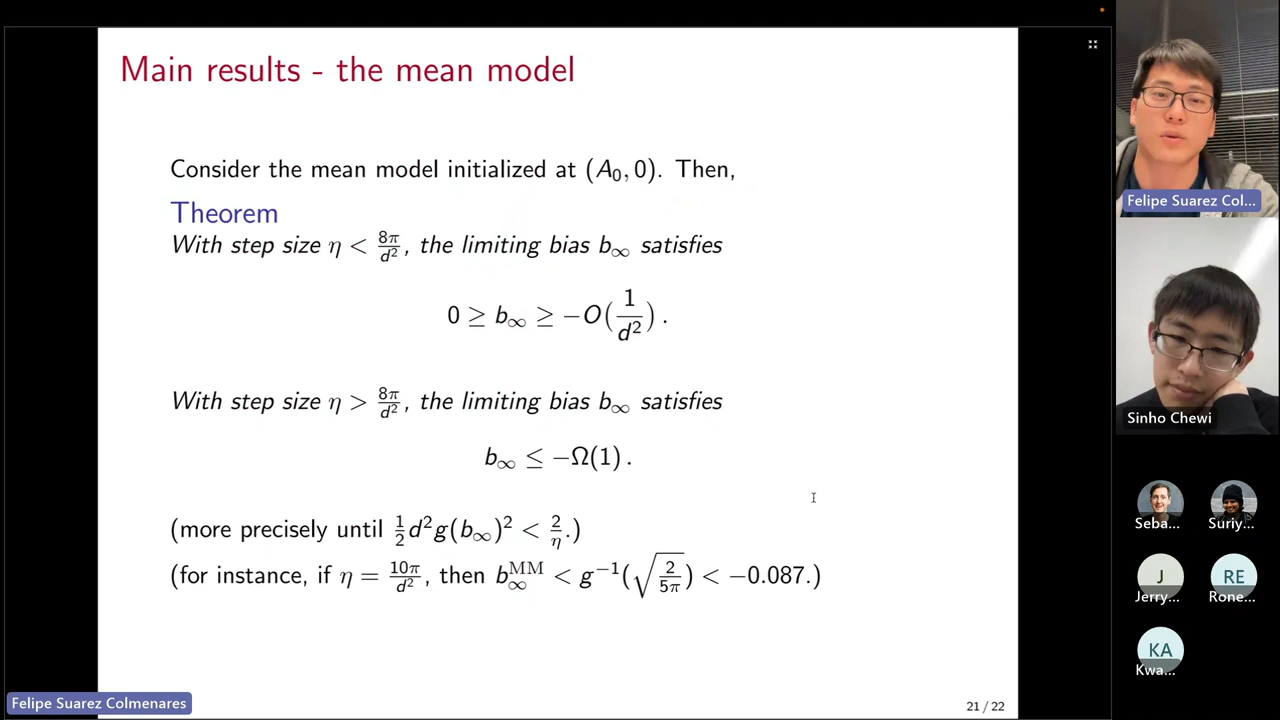 Main results - the mean model
Consider the mean model initialized at (A₀, 0). Then,
Theorem
With step size η < 8π/d², the limiting bias b∞ satisfies
0 ≥ b∞ ≥ −O(1/d²).
With step size η > 8π/d², the limiting bias b∞ satisfies
b∞ ≤ −Ω(1).
(more precisely until ½d²g(b∞)² < 2/η.)
(for instance, if η = 10π/d², then b∞^MM < g⁻¹(√(2/5π)) < −0.087.)
21 / 22
Felipe Suarez Colmenares
Felipe Suarez Col...
Sinho Chewi
Seba...
Suriy...
J
Jerry...
RE
Rone...
KA
Kwa...